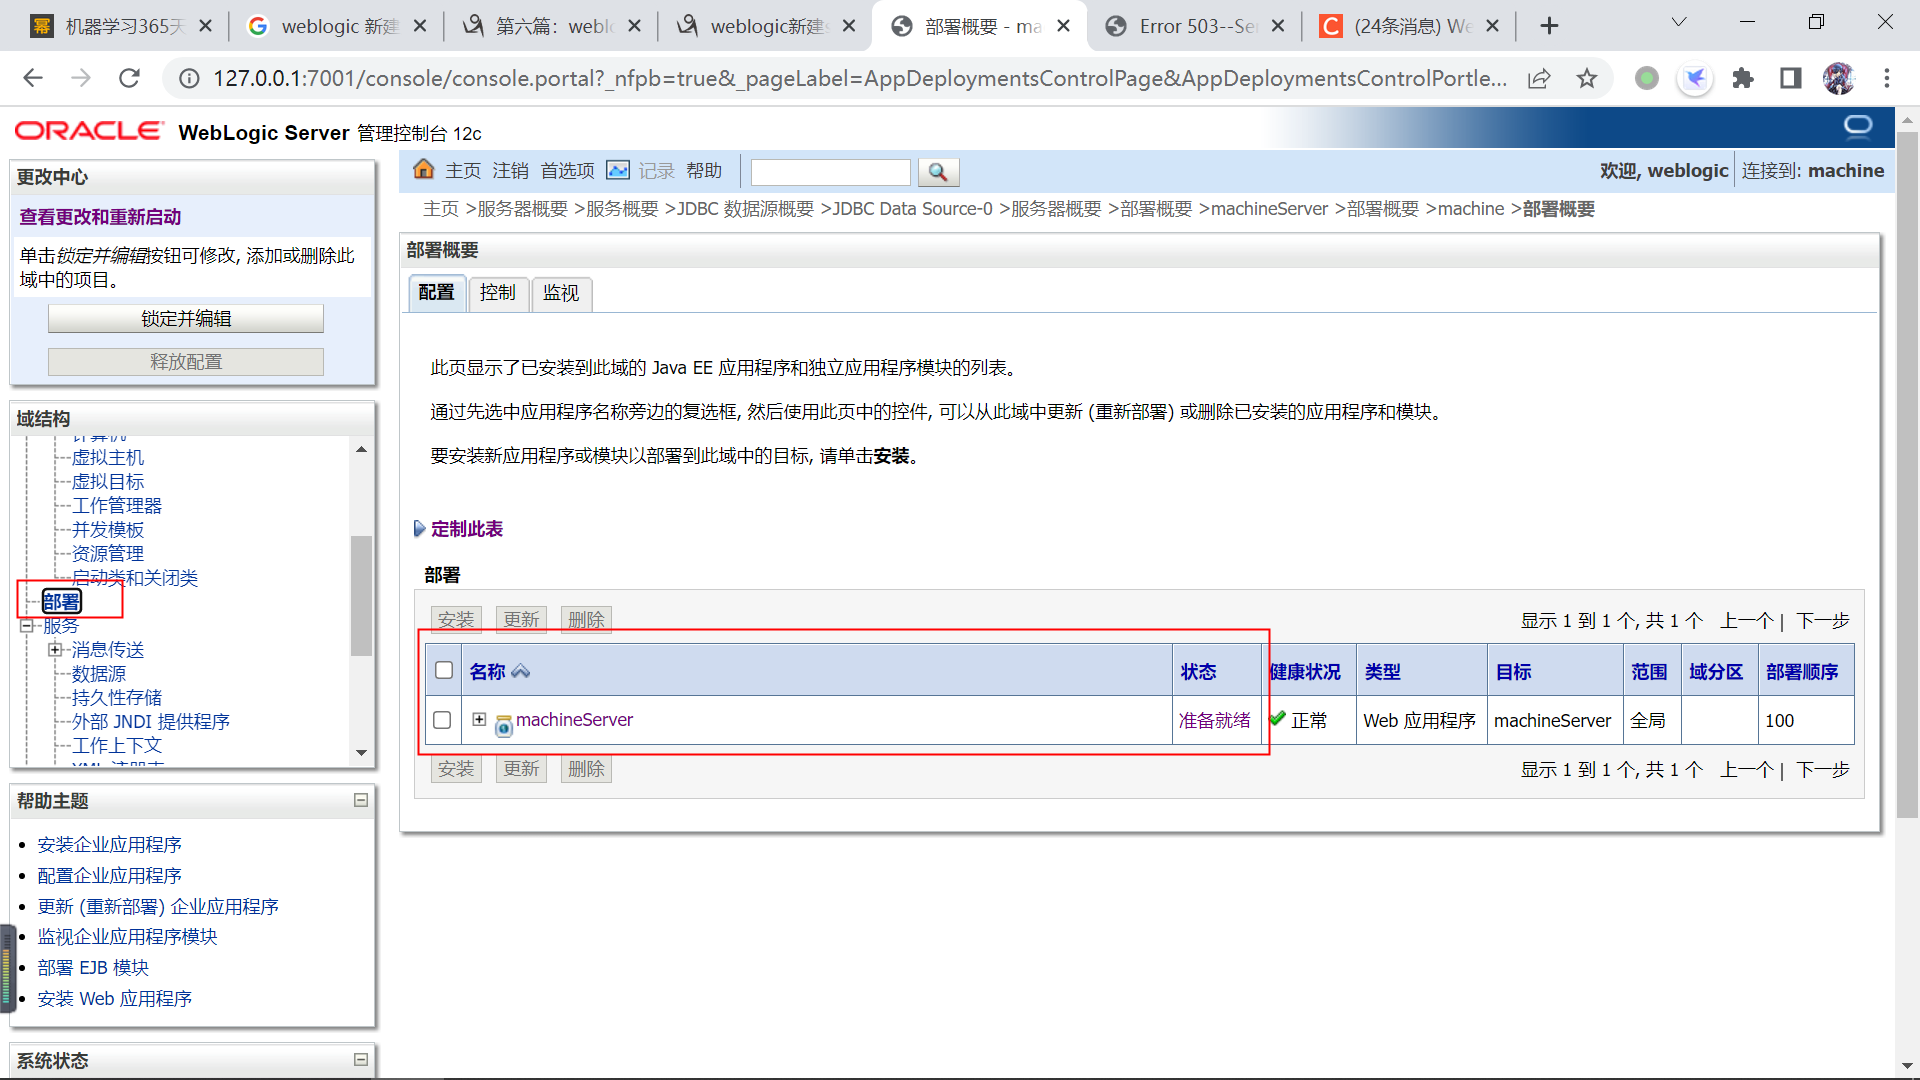 机器学习365天
weblogic 新建
第六篇：weblo
weblogic新建s
部署概要 - ma
Error 503--Se
(24条消息) We
127.0.0.1:7001/console/console.portal?_nfpb=true&_pageLabel=AppDeploymentsControlPage&AppDeploymentsControlPortle...
ORACLE WebLogic Server 管理控制台 12c
更改中心
查看更改和重新启动
单击锁定并编辑按钮可修改, 添加或删除此
域中的项目。
锁定并编辑
释放配置
域结构
计算机
虚拟主机
虚拟目标
工作管理器
并发模板
资源管理
启动类和关闭类
部署
服务
消息传送
数据源
持久性存储
外部 JNDI 提供程序
工作上下文
帮助主题
安装企业应用程序
配置企业应用程序
更新 (重新部署) 企业应用程序
监视企业应用程序模块
部署 EJB 模块
安装 Web 应用程序
系统状态
主页 注销 首选项 记录 帮助
欢迎, weblogic 连接到: machine
主页 >服务器概要 >服务概要 >JDBC 数据源概要 >JDBC Data Source-0 >服务器概要 >部署概要 >machineServer >部署概要 >machine >部署概要
部署概要
配置 控制 监视
此页显示了已安装到此域的 Java EE 应用程序和独立应用程序模块的列表。
通过先选中应用程序名称旁边的复选框, 然后使用此页中的控件, 可以从此域中更新 (重新部署) 或删除已安装的应用程序和模块。
要安装新应用程序或模块以部署到此域中的目标, 请单击安装。
定制此表
部署
安装 更新 删除 显示 1 到 1 个, 共 1 个 上一个 | 下一步
名称 状态 健康状况 类型 目标 范围 域分区 部署顺序
machineServer 准备就绪 正常 Web 应用程序 machineServer 全局 100
安装 更新 删除 显示 1 到 1 个, 共 1 个 上一个 | 下一步